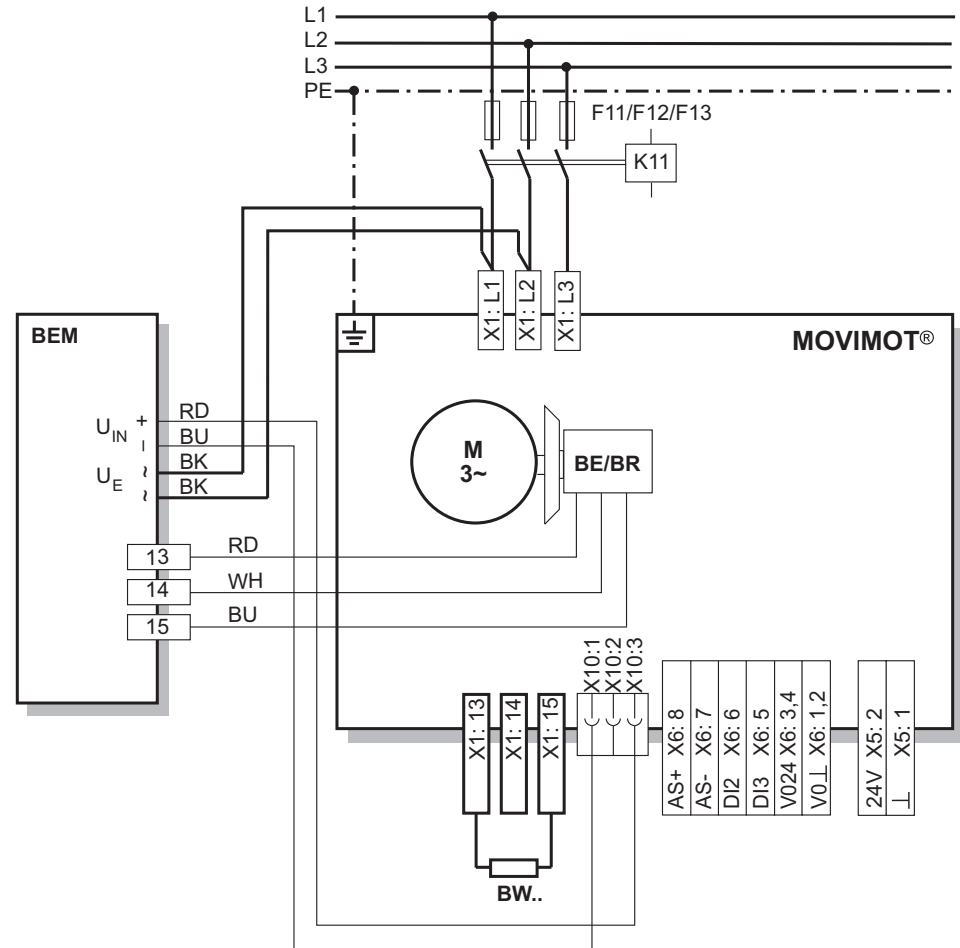 L1
L2
L3
PE
F11/F12/F13
K11
X1: L1
X1: L2
X1: L3
BEM
MOVIMOT®
U_IN + –
RD
BU
U_E ~ ~
BK
BK
M
3~
BE/BR
13 RD
14 WH
15 BU
X10:1
X10:2
X10:3
X1: 13
X1: 14
X1: 15
AS+ X6: 8
AS- X6: 7
DI2 X6: 6
DI3 X6: 5
V024 X6: 3,4
V0⊥ X6: 1,2
24V X5: 2
⊥ X5: 1
BW..